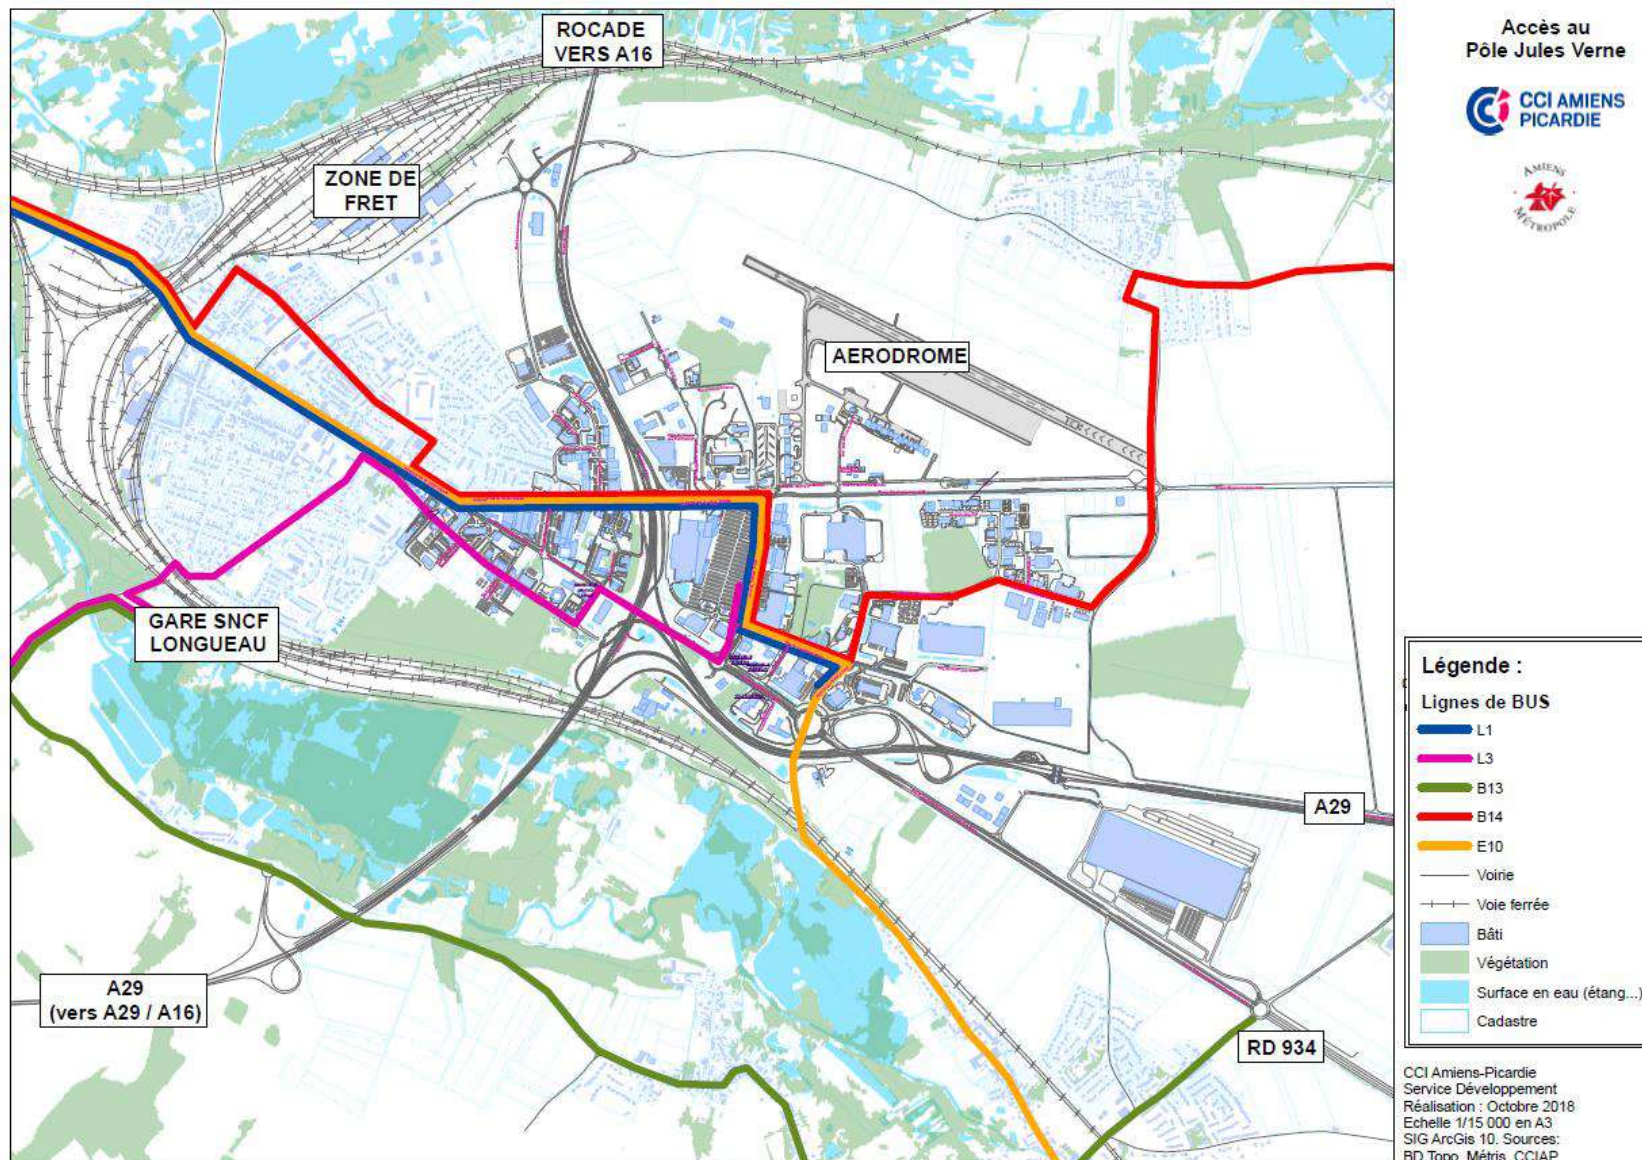 ROCADE
VERS A16
ZONE DE
FRET
AERODROME
GARE SNCF
LONGUEAU
A29
A29
(vers A29 / A16)
RD 934
Accès au
Pôle Jules Verne
CCI AMIENS
PICARDIE
AMIENS
MÉTROPOLE
Légende :
Lignes de BUS
L1
L3
B13
B14
E10
Voirie
Voie ferrée
Bâti
Végétation
Surface en eau (étang...)
Cadastre
CCI Amiens-Picardie
Service Développement
Réalisation : Octobre 2018
Echelle 1/15 000 en A3
SIG ArcGis 10. Sources:
BD Topo, Métris, CCIAP